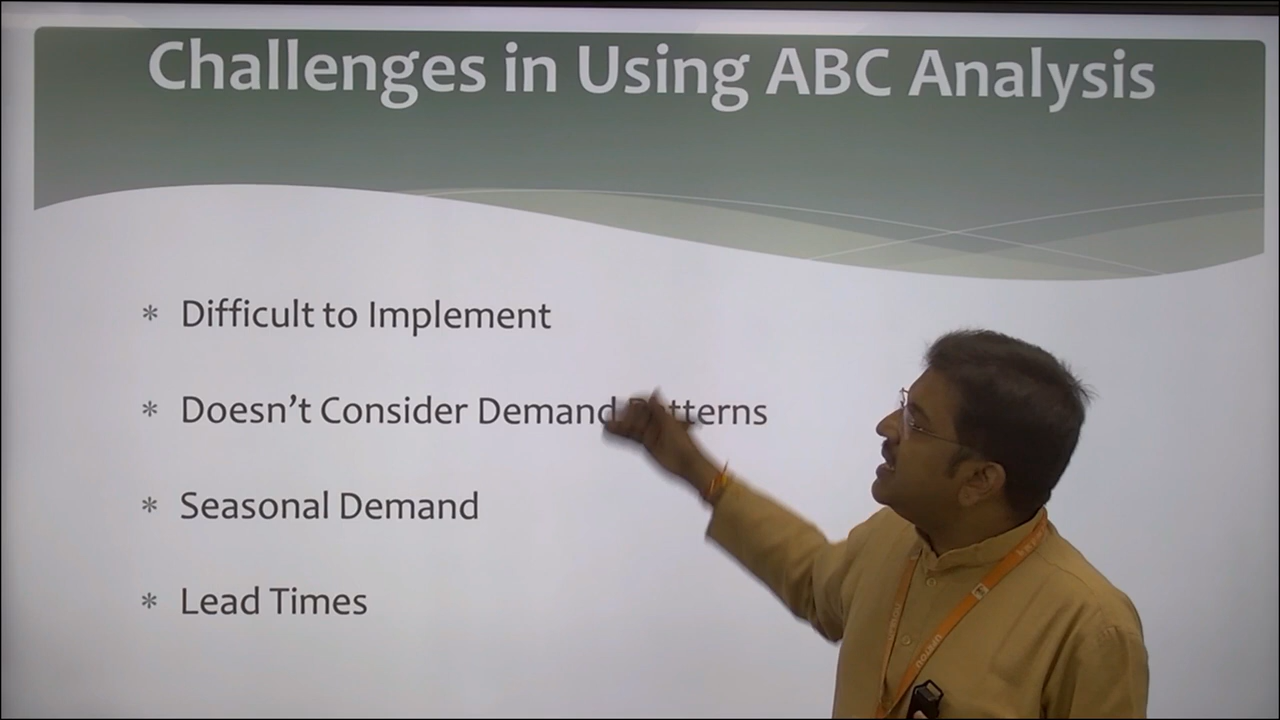 Challenges in Using ABC Analysis
* Difficult to Implement
* Doesn't Consider Demand Patterns
* Seasonal Demand
* Lead Times